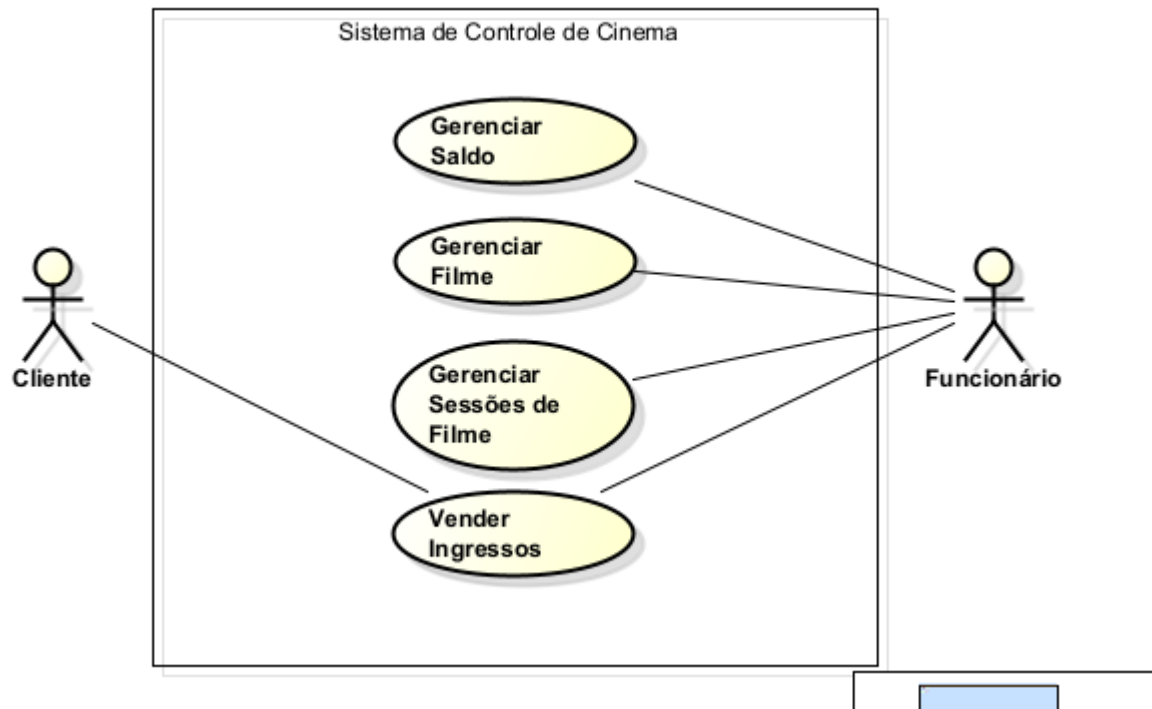 Sistema de Controle de Cinema
Gerenciar
Saldo
Gerenciar
Filme
Gerenciar
Sessões de
Filme
Vender
Ingressos
Cliente
Funcionário